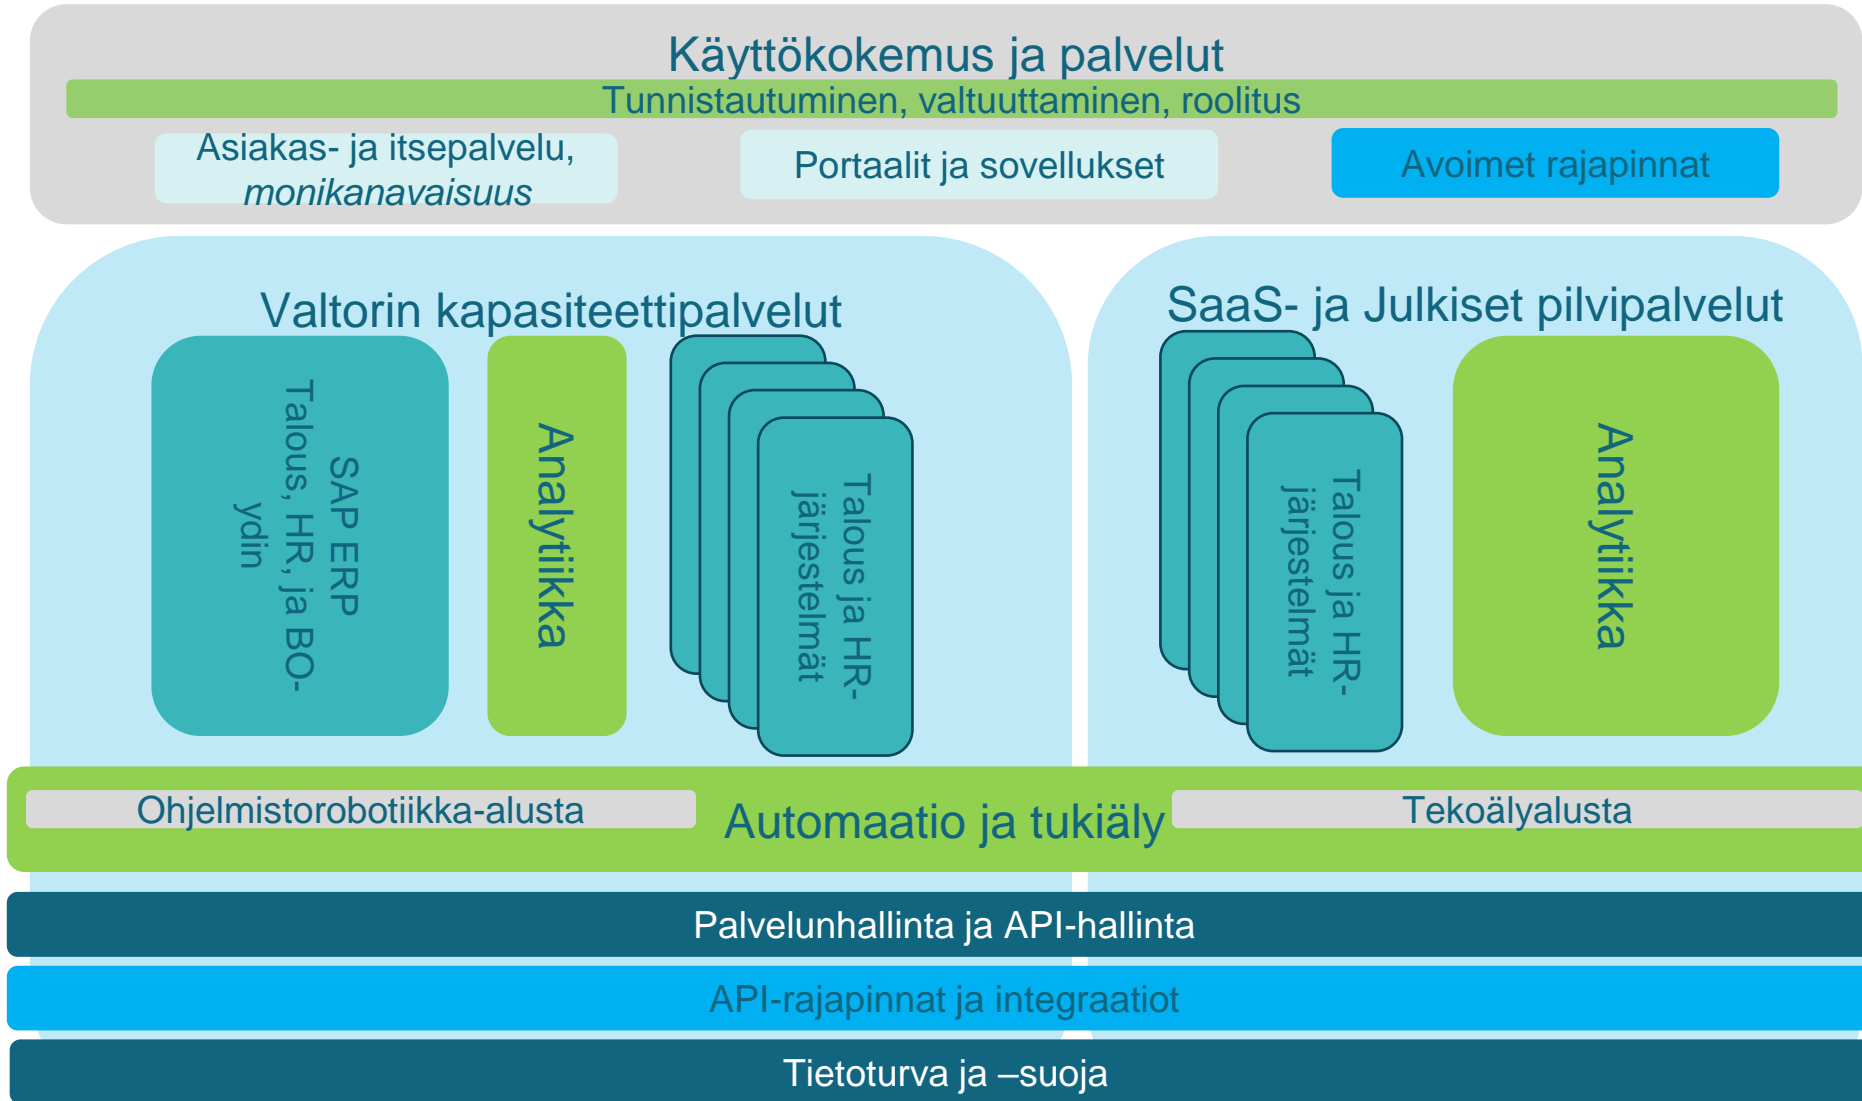 Käyttökokemus ja palvelut
Tunnistautuminen, valtuuttaminen, roolitus
Asiakas- ja itsepalvelu,
monikanavaisuus
Portaalit ja sovellukset
Avoimet rajapinnat
Valtorin kapasiteettipalvelut
SAP ERP
Talous, HR, ja BO-
ydin
Analytiikka
Talous ja HR-
järjestelmät
SaaS- ja Julkiset pilvipalvelut
Talous ja HR-
järjestelmät
Analytiikka
Ohjelmistorobotiikka-alusta
Automaatio ja tukiäly
Tekoälyalusta
Palvelunhallinta ja API-hallinta
API-rajapinnat ja integraatiot
Tietoturva ja –suoja